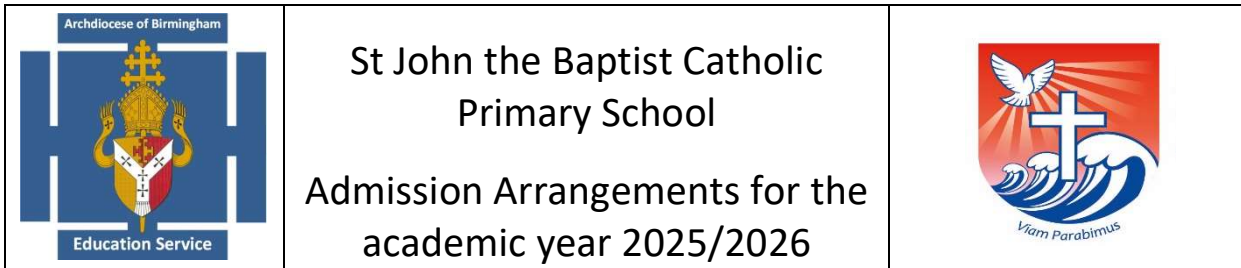 Archdiocese of Birmingham
Education Service
St John the Baptist Catholic
Primary School
Admission Arrangements for the
academic year 2025/2026
Viam Parabimus